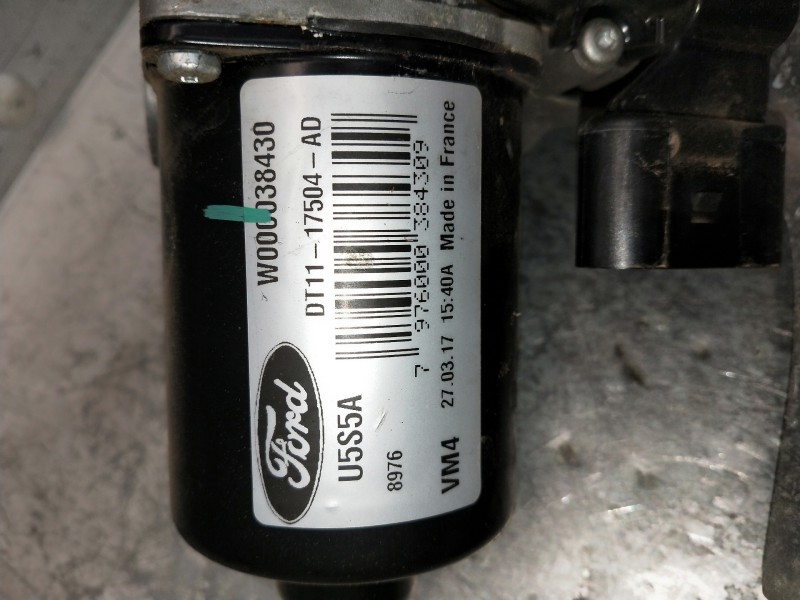 W000038430
DT11-17504-AD
7 976000 384309
Ford
U5S5A
8976
VM4 27.03.17 15:40A Made in France